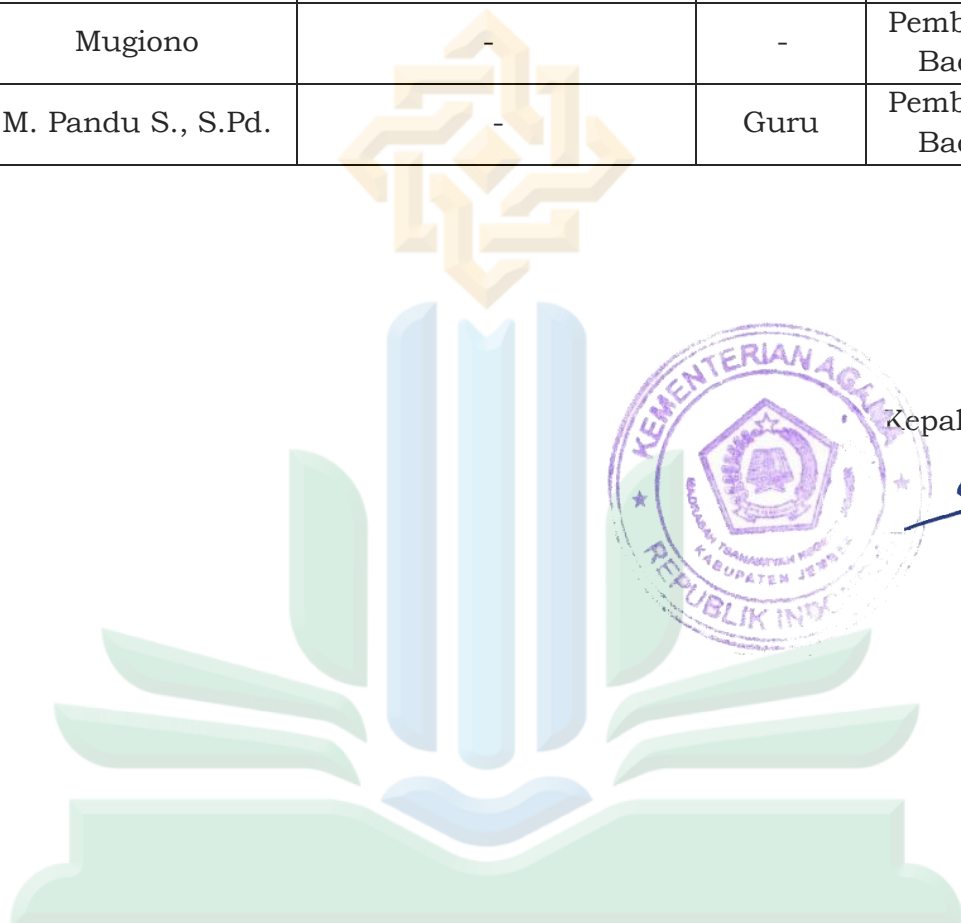 Mugiono - - Pemb
Bad
M. Pandu S., S.Pd. - Guru Pemb
Bad
Kepal
KEMENTERIAN AGAMA
KABUPATEN JEMBER
REPUBLIK INDO